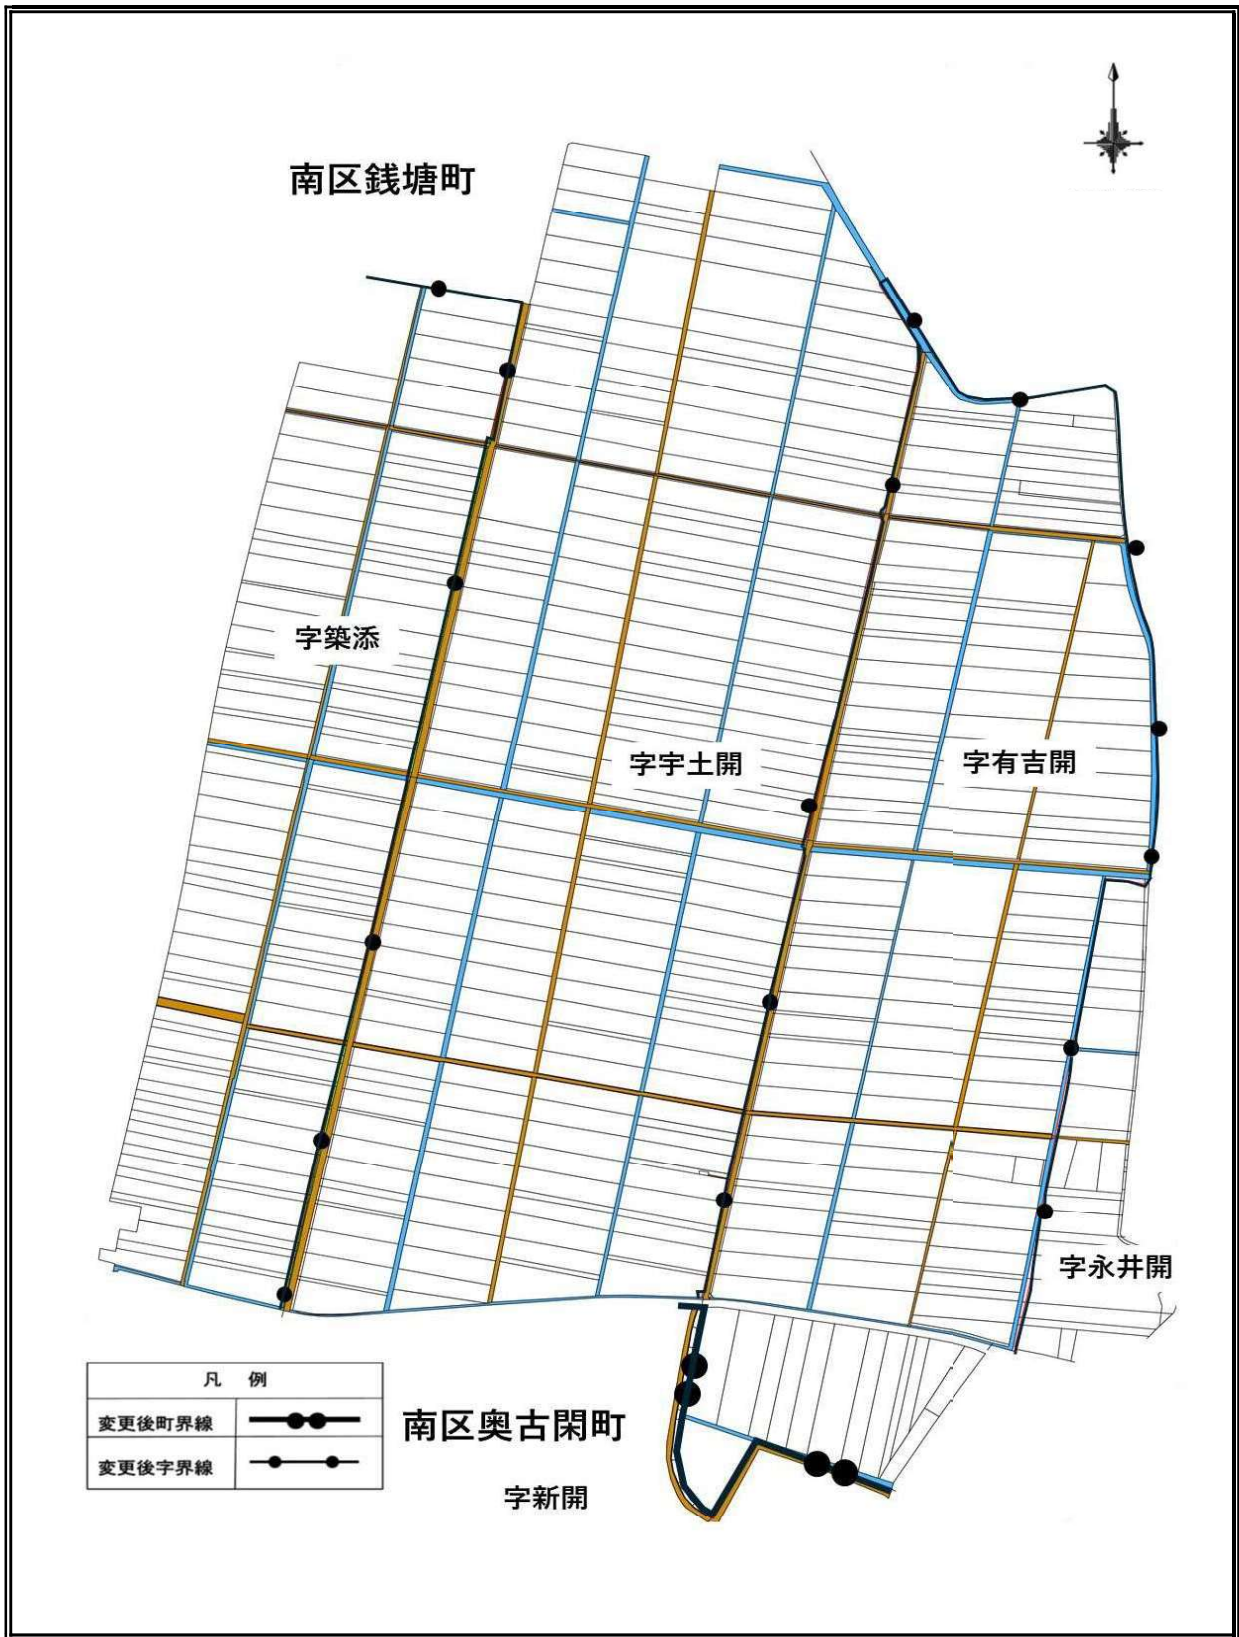 南区銭塘町
字築添
字宇土開
字有吉開
字永井開
凡 例
変更後町界線
変更後字界線
南区奥古閑町
字新開